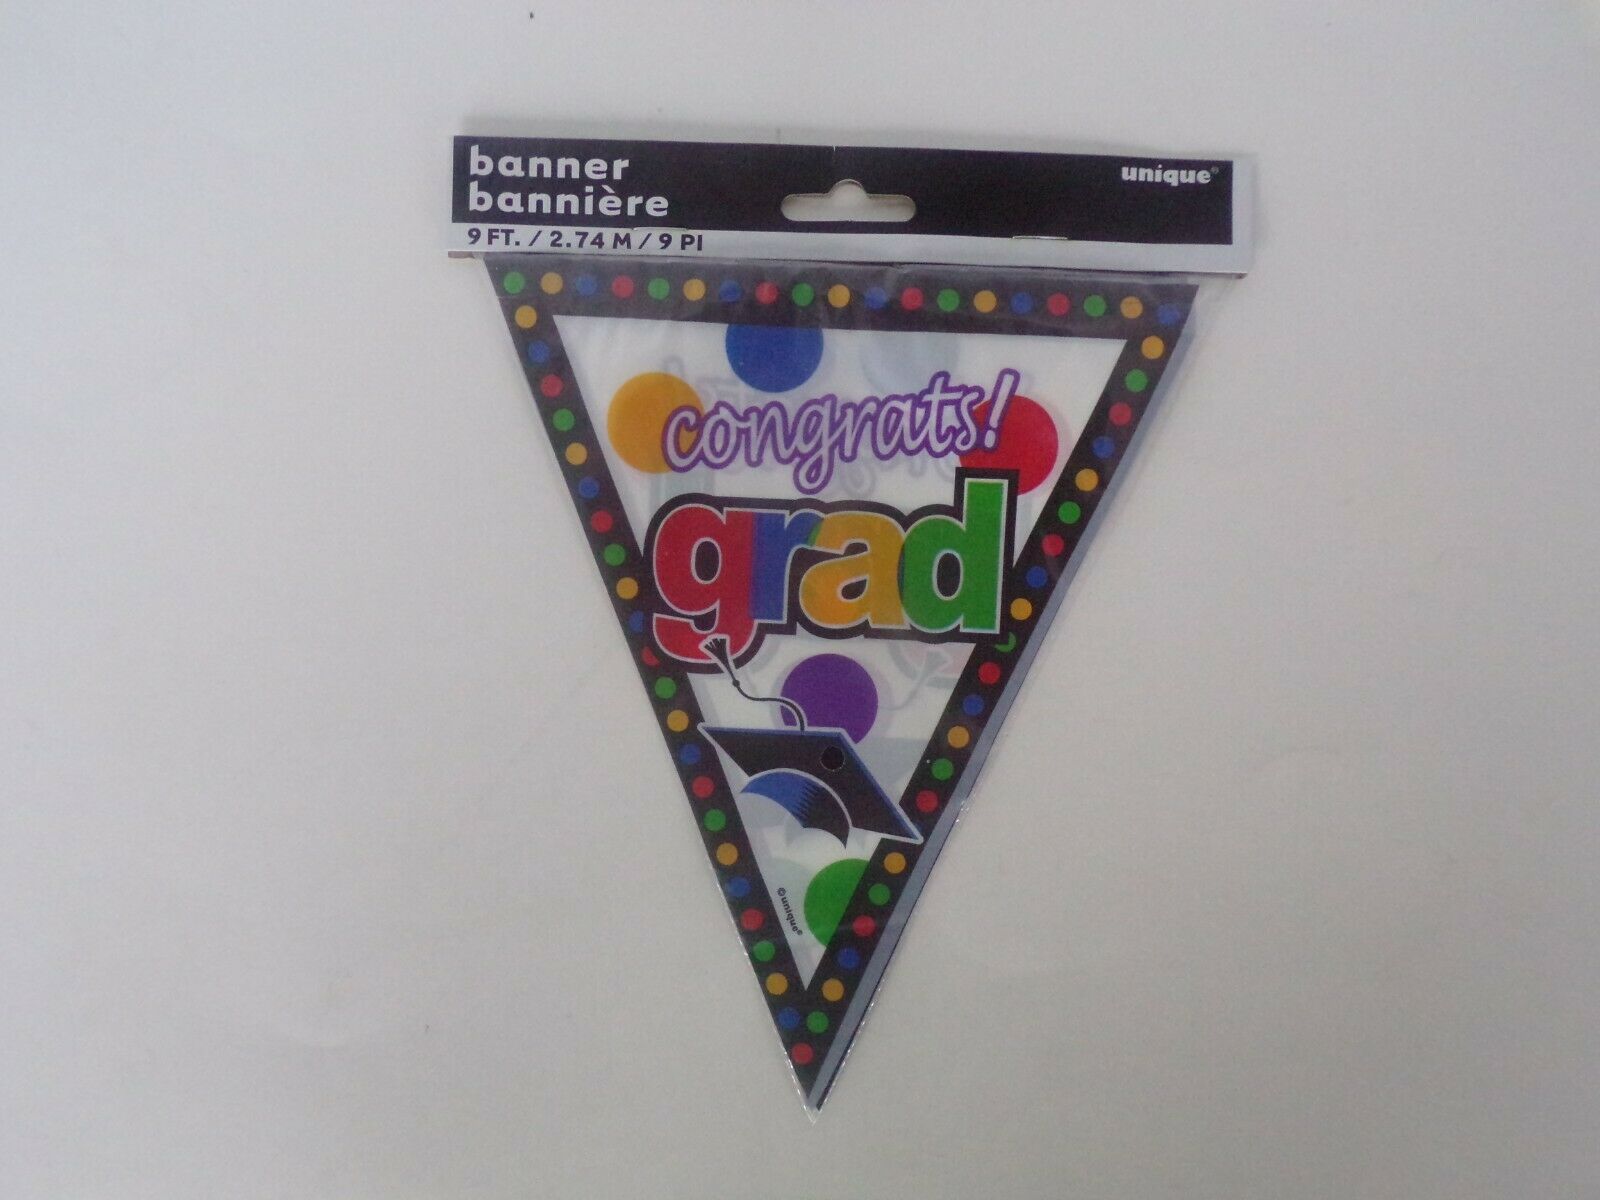 banner
bannière
9 FT. / 2.74 M / 9 PI
unique®
congrats!
grad
©unique®